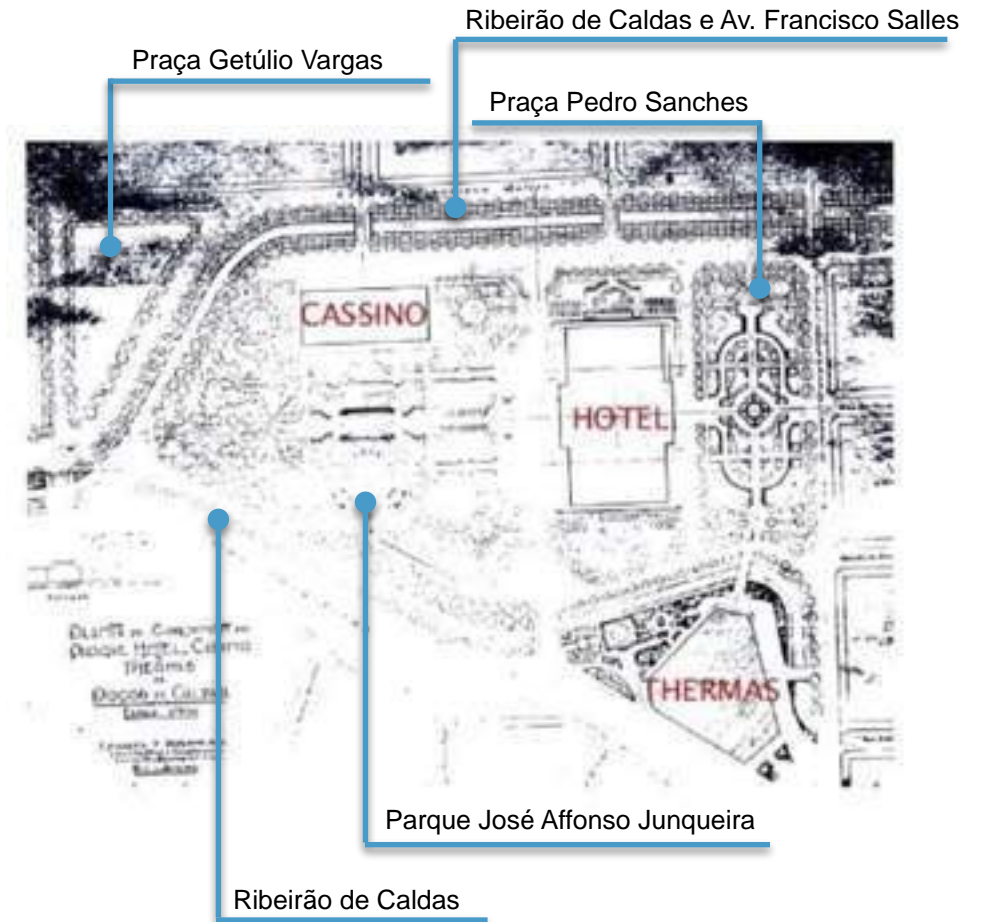 Ribeirão de Caldas e Av. Francisco Salles
Praça Getúlio Vargas
Praça Pedro Sanches
CASSINO
HOTEL
THERMAS
Parque José Affonso Junqueira
Ribeirão de Caldas